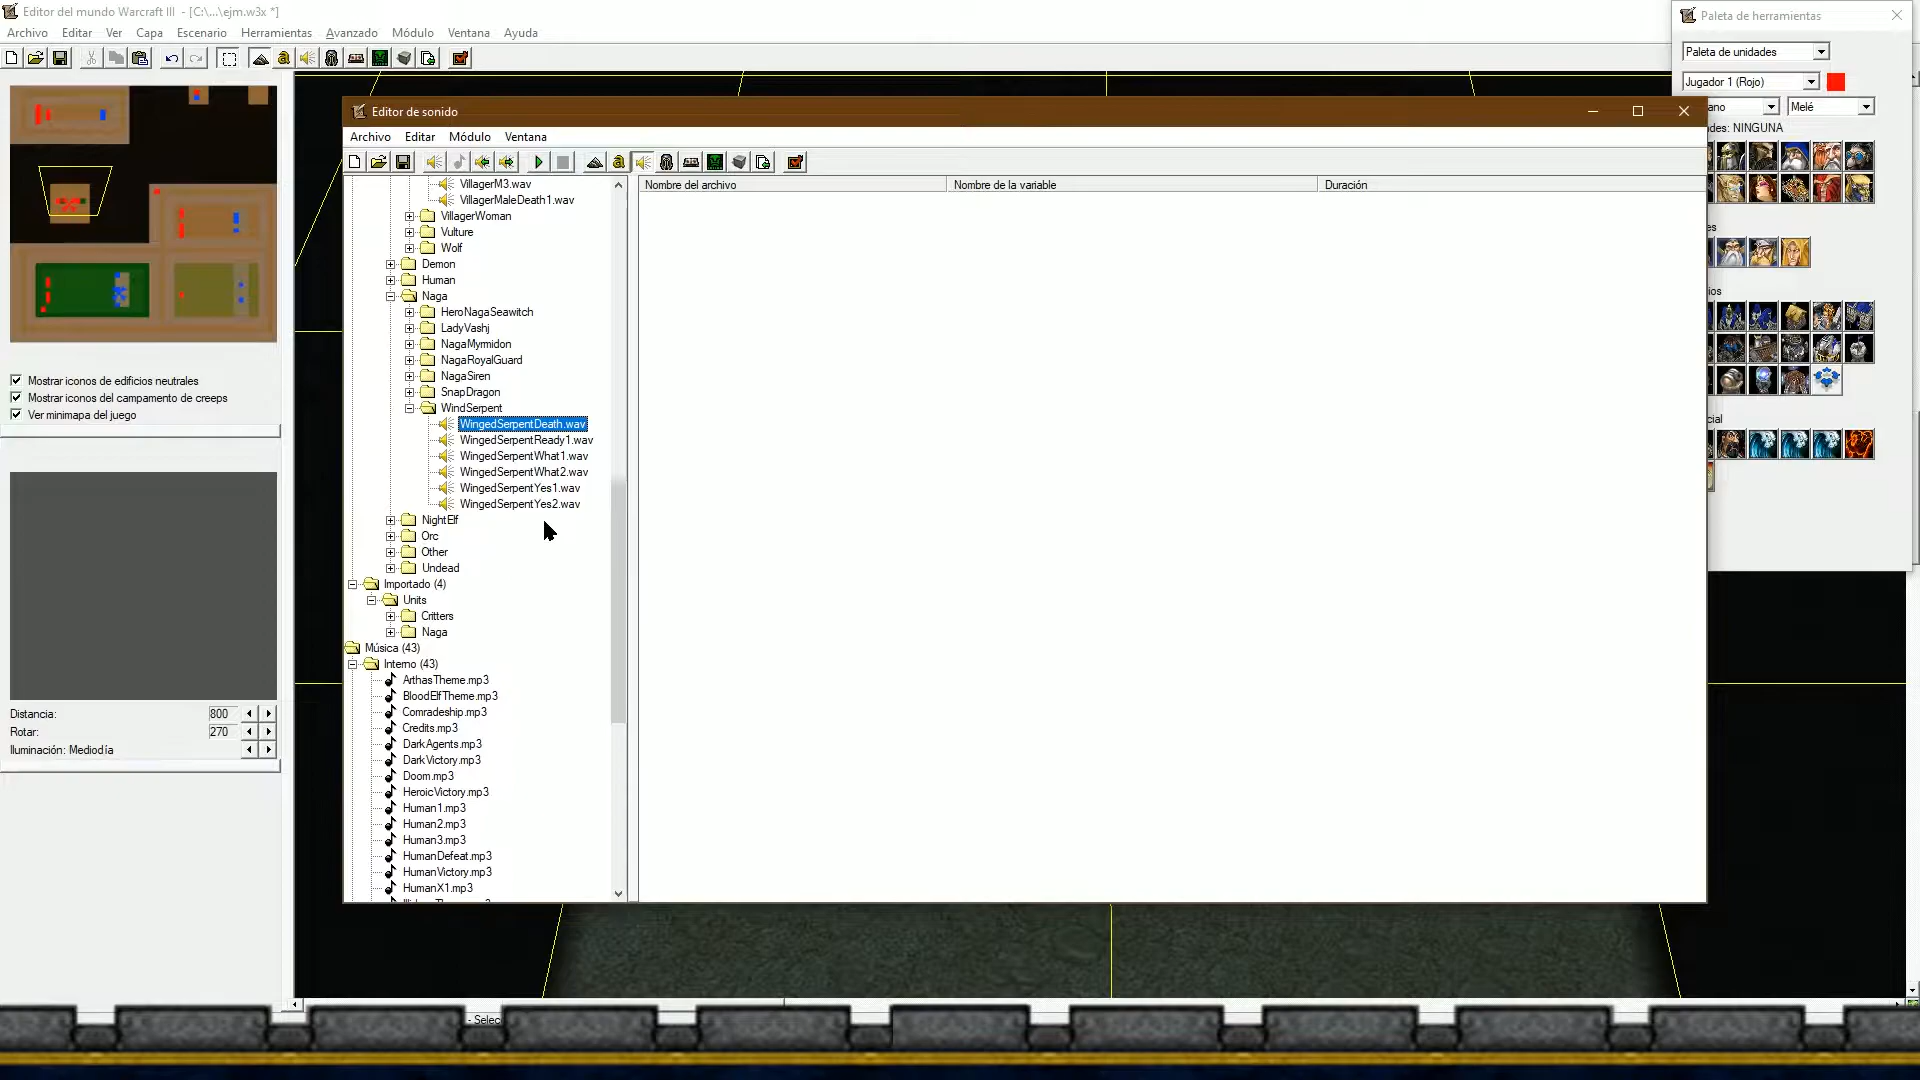 Editor del mundo Warcraft III - [C:\...\ejm.w3x *]
Archivo Editar Ver Capa Escenario Herramientas Avanzado Módulo Ventana Ayuda
Mostrar iconos de edificios neutrales
Mostrar iconos del campamento de creeps
Ver minimapa del juego
Distancia: 800
Rotar: 270
Iluminación: Mediodía
Editor de sonido
Archivo Editar Módulo Ventana
Nombre del archivo Nombre de la variable Duración
VillagerM3.wav
VillagerMaleDeath1.wav
VillagerWoman
Vulture
Wolf
Demon
Human
Naga
HeroNagaSeawitch
LadyVashj
NagaMyrmidon
NagaRoyalGuard
NagaSiren
SnapDragon
WindSerpent
WingedSerpentDeath.wav
WingedSerpentReady1.wav
WingedSerpentWhat1.wav
WingedSerpentWhat2.wav
WingedSerpentYes1.wav
WingedSerpentYes2.wav
NightElf
Orc
Other
Undead
Importado (4)
Units
Critters
Naga
Música (43)
Interno (43)
ArthasTheme.mp3
BloodElfTheme.mp3
Comradeship.mp3
Credits.mp3
DarkAgents.mp3
DarkVictory.mp3
Doom.mp3
HeroicVictory.mp3
Human1.mp3
Human2.mp3
Human3.mp3
HumanDefeat.mp3
HumanVictory.mp3
HumanX1.mp3
Paleta de herramientas
Paleta de unidades
Jugador 1 (Rojo)
ano Melé
des: NINGUNA
es
ios
cial
- Selec